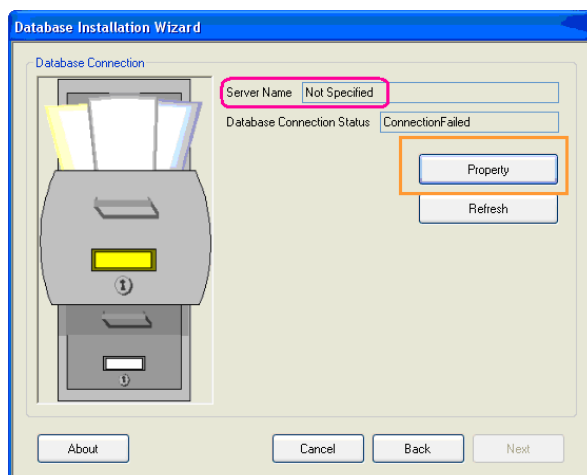 Database Installation Wizard
Database Connection
Server Name Not Specified
Database Connection Status ConnectionFailed
Property
Refresh
About Cancel Back Next